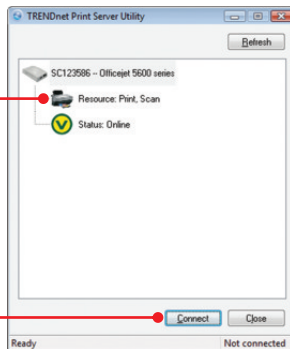 TRENDnet Print Server Utility
Refresh
SC123586 -- Officejet 5600 series
Resource: Print, Scan
Status: Online
Connect Close
Ready Not connected